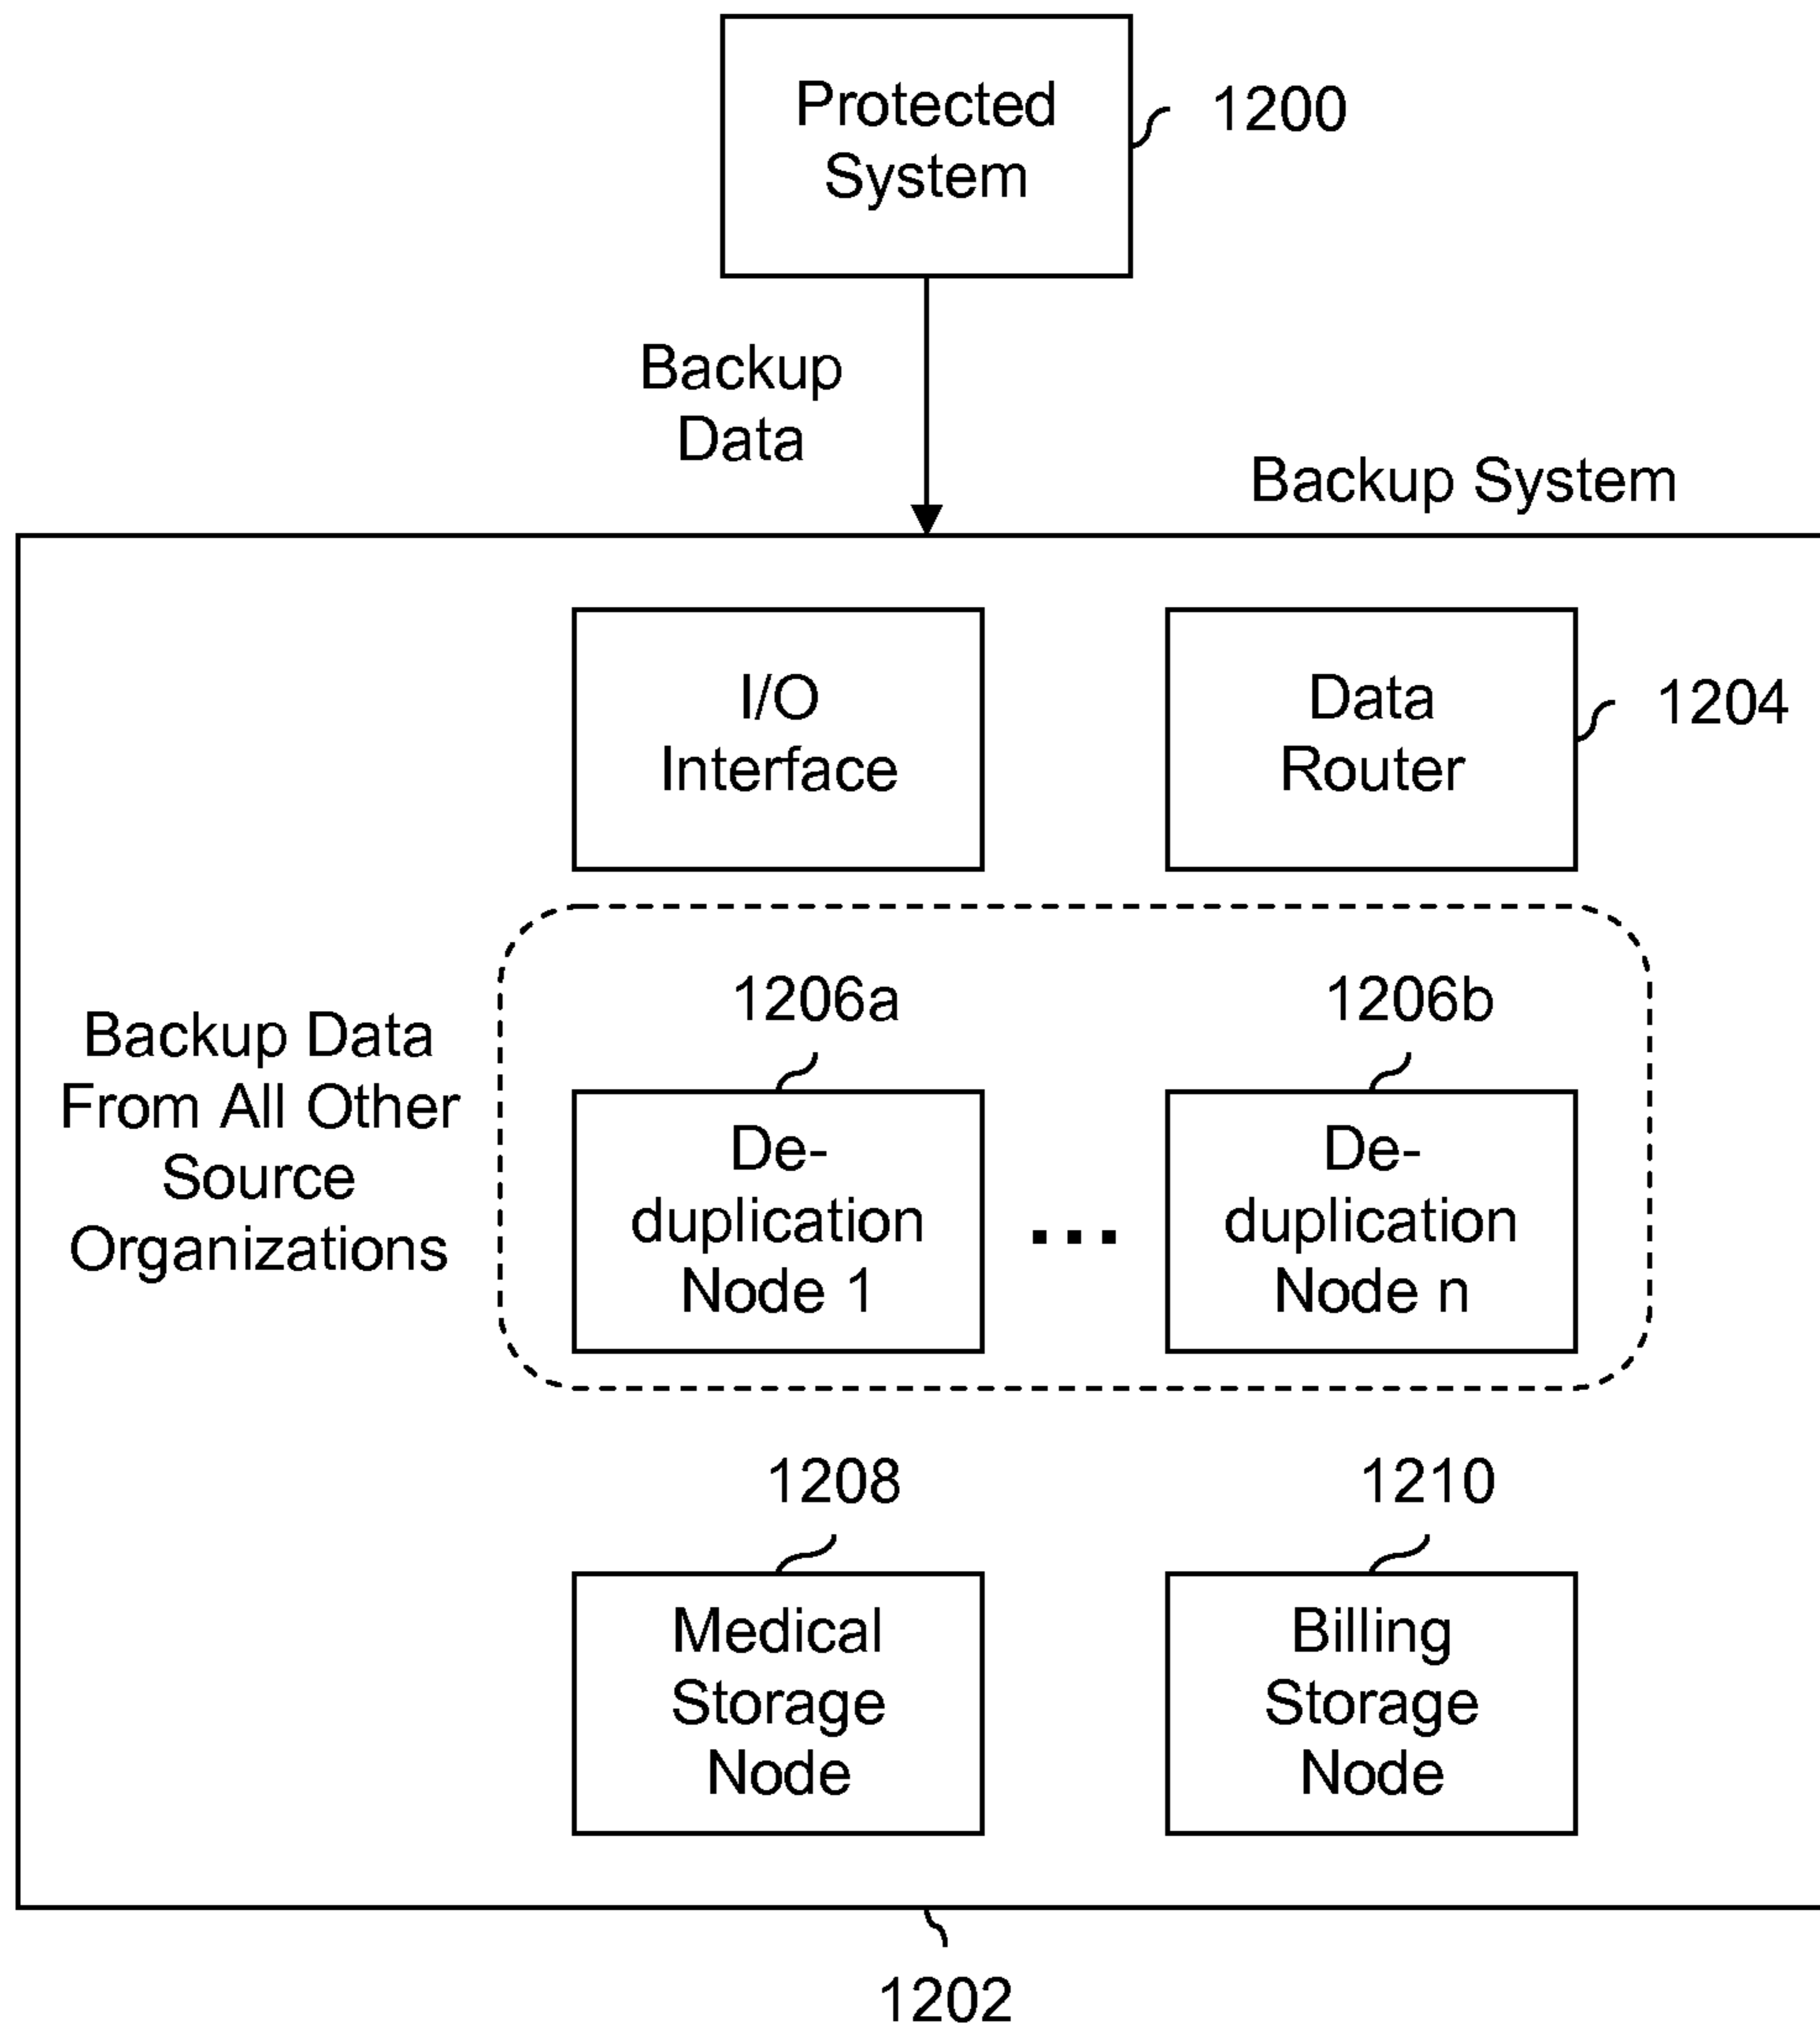 Protected
System
1200
Backup
Data
Backup System
I/O
Interface
Data
Router
1204
Backup Data
From All Other
Source
Organizations
1206a
De-
duplication
Node 1
...
1206b
De-
duplication
Node n
1208
Medical
Storage
Node
1210
Billing
Storage
Node
1202